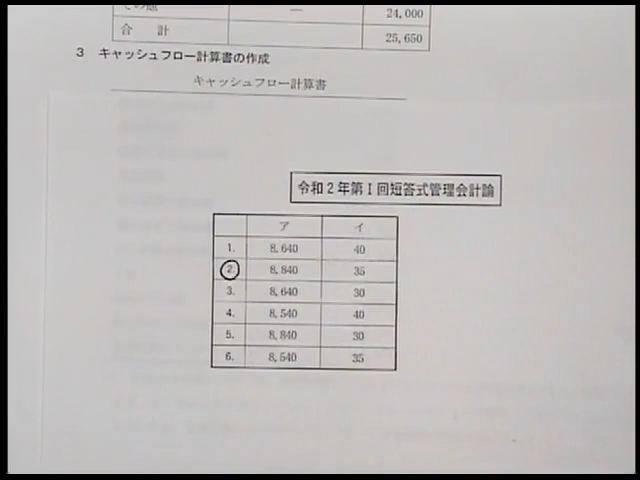 その他 — 24,000
合 計 25,650
3 キャッシュフロー計算書の作成
キャッシュフロー計算書
令和2年第Ⅰ回短答式管理会計論
ア イ
1. 8,640 40
2. 8,840 35
3. 8,640 30
4. 8,540 40
5. 8,840 30
6. 8,540 35